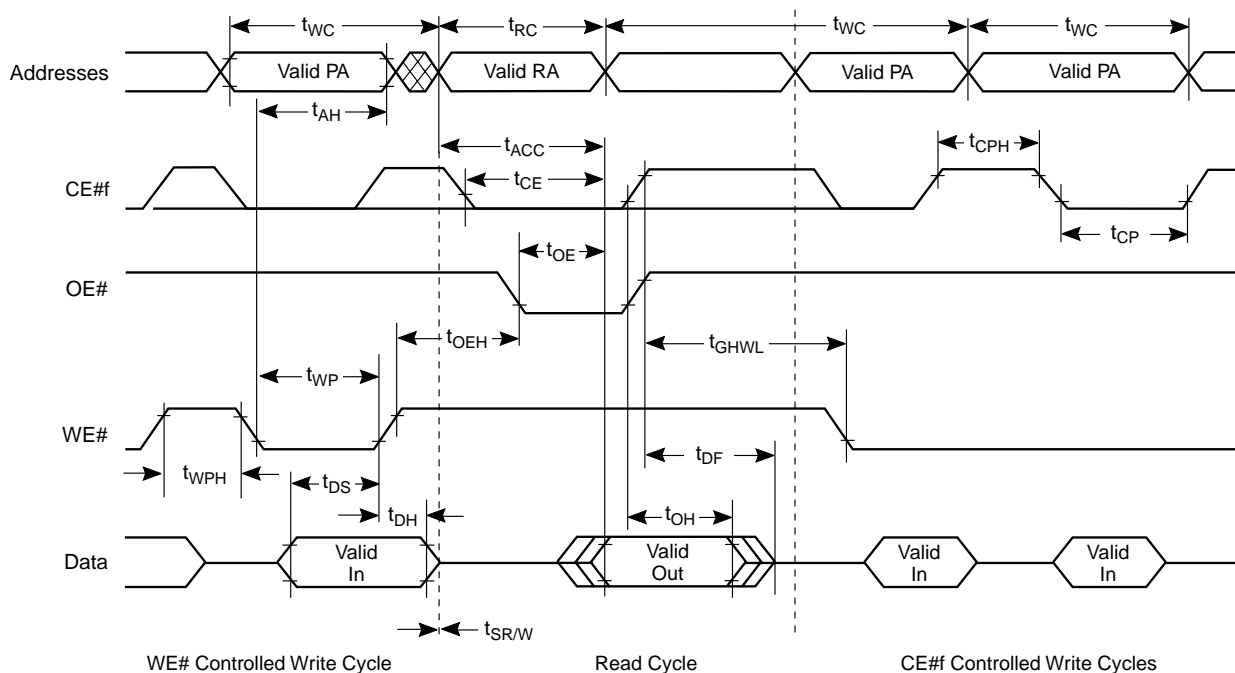 tWC tRC tWC tWC
Addresses Valid PA Valid RA Valid PA Valid PA
tAH
tACC tCPH
CE#f tCE
tCP
tOE
OE#
tOEH tGHWL
tWP
WE#
tWPH tDS tDF
tDH tOH
Data Valid In Valid Out Valid In Valid In
tSR/W
WE# Controlled Write Cycle Read Cycle CE#f Controlled Write Cycles